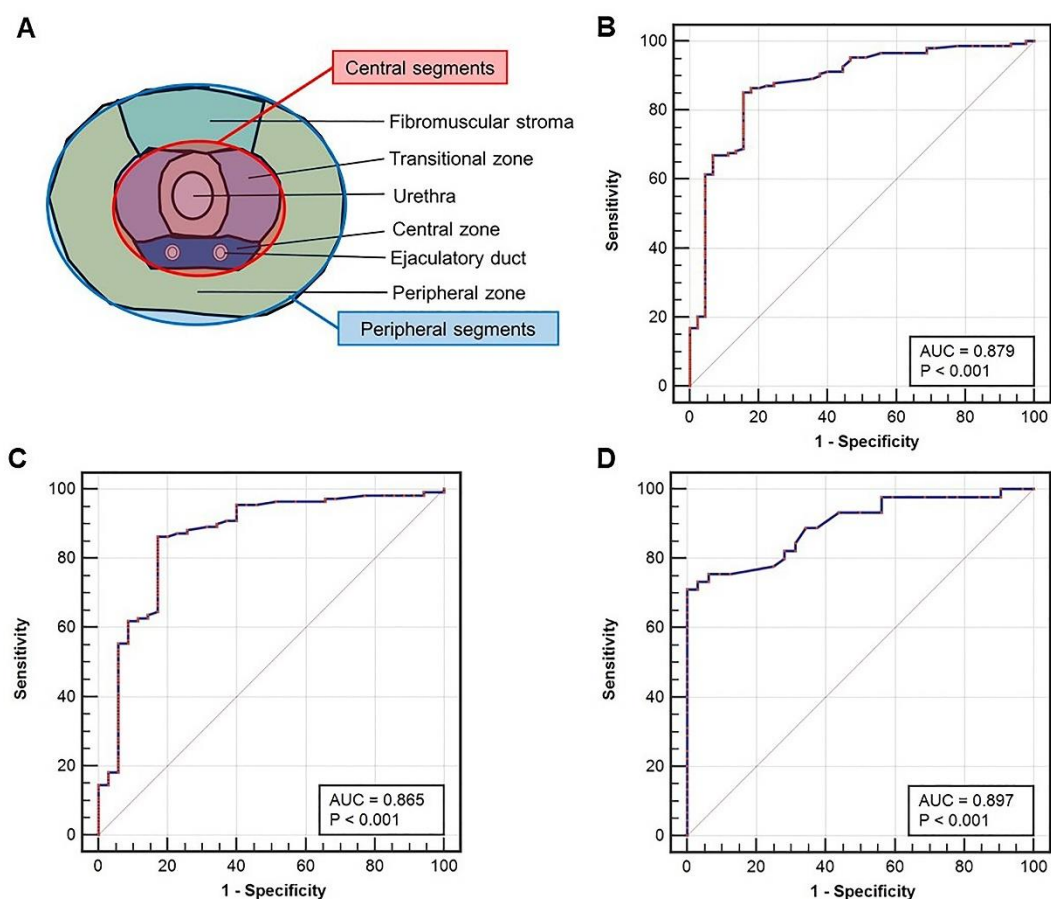 A
Central segments
Fibromuscular stroma
Transitional zone
Urethra
Central zone
Ejaculatory duct
Peripheral zone
Peripheral segments
B
100
80
60
40
20
0
Sensitivity
AUC = 0.879
P < 0.001
0 20 40 60 80 100
1 - Specificity
C
100
80
60
40
20
0
Sensitivity
AUC = 0.865
P < 0.001
0 20 40 60 80 100
1 - Specificity
D
100
80
60
40
20
0
Sensitivity
AUC = 0.897
P < 0.001
0 20 40 60 80 100
1 - Specificity